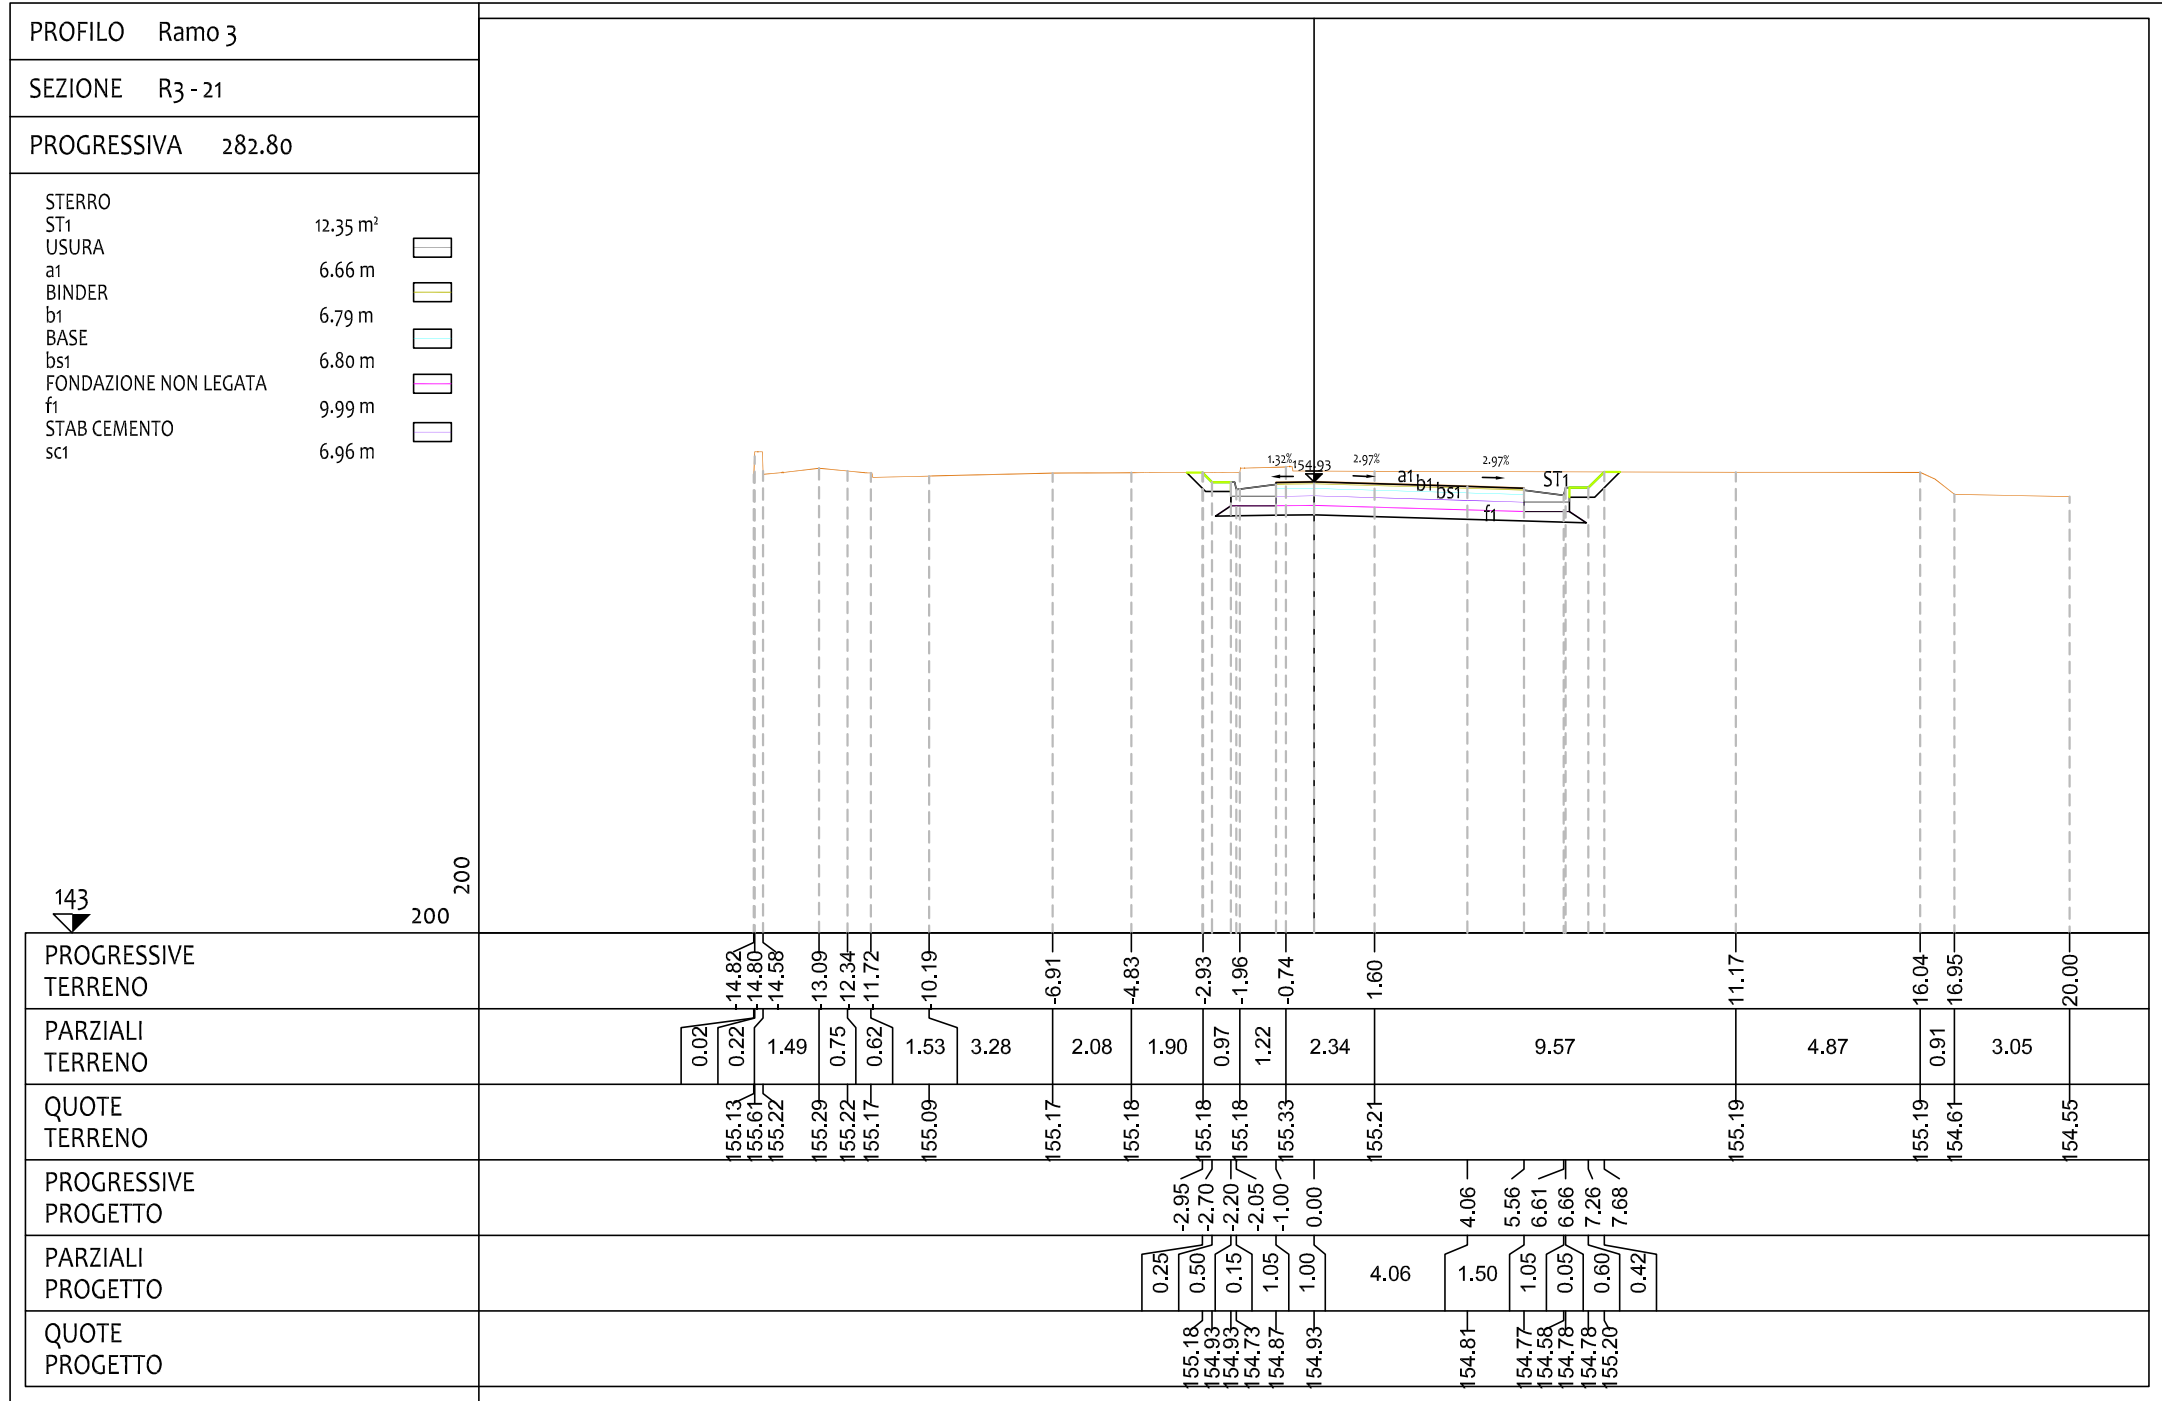 PROFILO Ramo 3
SEZIONE R3 - 21
PROGRESSIVA 282.80
STERRO
ST1 12.35 m²
USURA
a1 6.66 m
BINDER
b1 6.79 m
BASE
bs1 6.80 m
FONDAZIONE NON LEGATA
f1 9.99 m
STAB CEMENTO
sc1 6.96 m
1.32% 154.93 2.97% 2.97%
a1 b1 bs1 ST1
f1
143
200
200
PROGRESSIVE TERRENO
-14.82 -14.80 -14.58 -13.09 -12.34 -11.72 -10.19 -6.91 -4.83 -2.93 -1.96 -0.74 1.60 11.17 16.04 16.95 20.00
PARZIALI TERRENO
0.02 0.22 1.49 0.75 0.62 1.53 3.28 2.08 1.90 0.97 1.22 2.34 9.57 4.87 0.91 3.05
QUOTE TERRENO
155.13 155.61 155.22 155.29 155.22 155.17 155.09 155.17 155.18 155.18 155.18 155.33 155.21 155.19 155.19 154.61 154.55
PROGRESSIVE PROGETTO
-2.95 -2.70 -2.20 -2.05 -1.00 0.00 4.06 5.56 6.61 6.66 7.26 7.68
PARZIALI PROGETTO
0.25 0.50 0.15 1.05 1.00 4.06 1.50 1.05 0.05 0.60 0.42
QUOTE PROGETTO
155.18 154.93 154.93 154.73 154.87 154.93 154.81 154.77 154.58 154.78 154.78 155.20